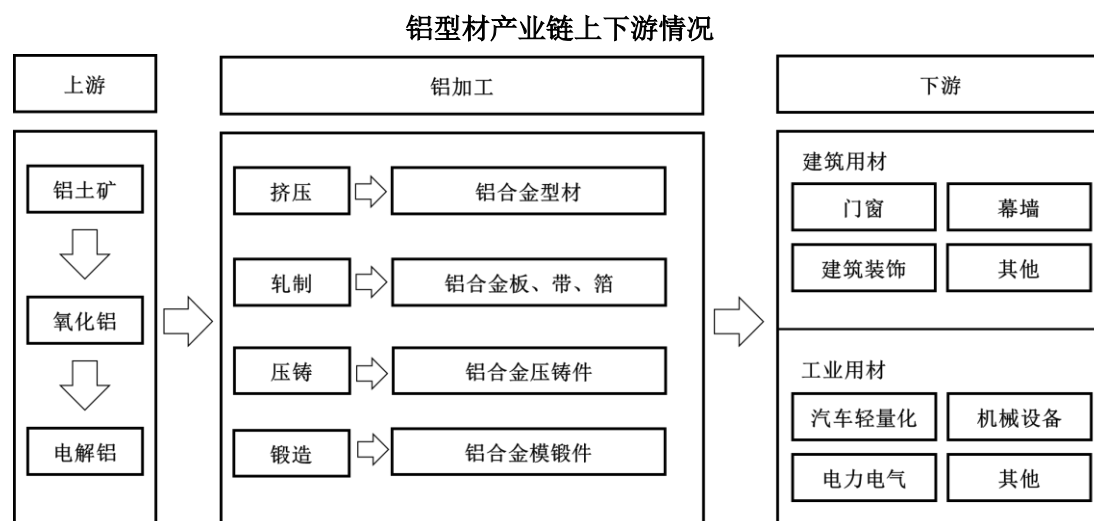 铝型材产业链上下游情况
上游
铝加工
下游
铝土矿
氧化铝
电解铝
挤压
铝合金型材
轧制
铝合金板、带、箔
压铸
铝合金压铸件
锻造
铝合金模锻件
建筑用材
门窗
幕墙
建筑装饰
其他
工业用材
汽车轻量化
机械设备
电力电气
其他